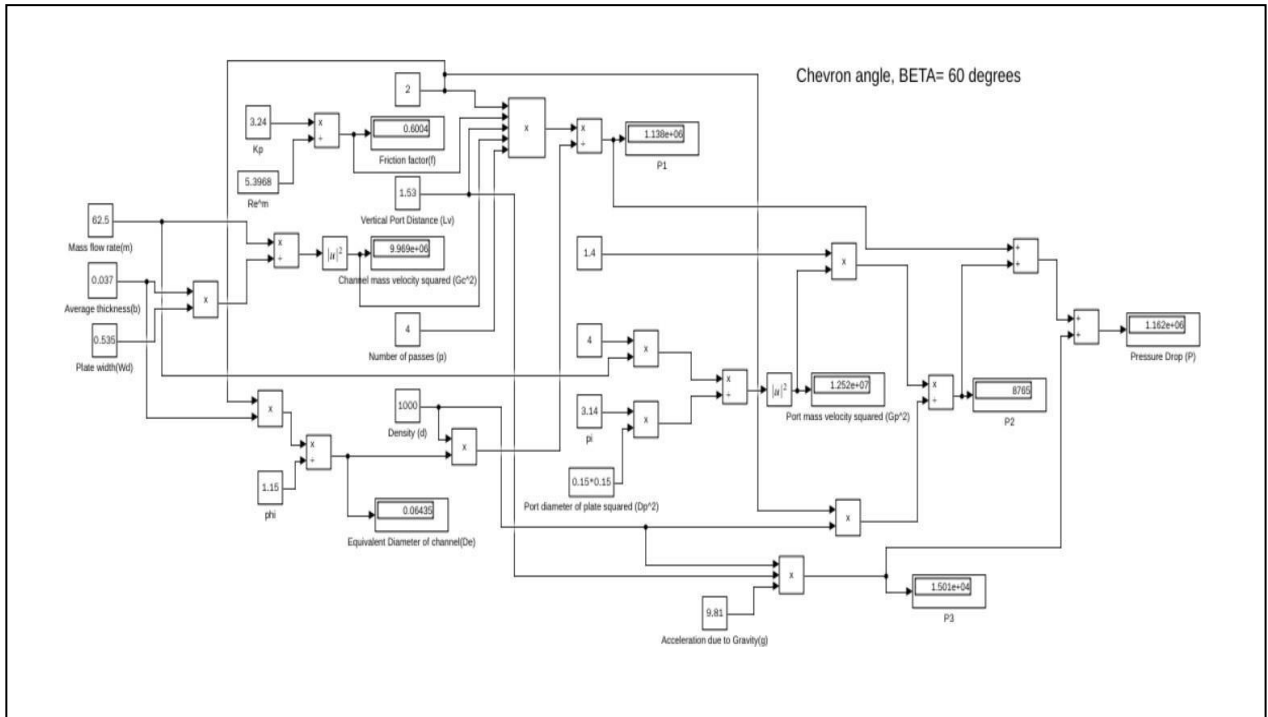 Chevron angle, BETA= 60 degrees
2
3.24
Kp
x
÷
0.6004
Friction factor(f)
x
x
÷
1.138e+06
P1
5.3968
Re^m
1.53
Vertical Port Distance (Lv)
62.5
Mass flow rate(m)
x
÷
|u|²
9.969e+06
Channel mass velocity squared (Gc^2)
1.4
x
+
+
0.037
Average thickness(b)
x
0.535
Plate width(Wd)
4
Number of passes (p)
4
x
+
+
1.162e+06
Pressure Drop (P)
x
÷
|u|²
1.252e+07
Port mass velocity squared (Gp^2)
x
÷
8765
P2
x
1000
Density (d)
3.14
pi
x
x
÷
x
1.15
phi
0.15*0.15
Port diameter of plate squared (Dp^2)
0.06435
Equivalent Diameter of channel(De)
x
x
1.501e+04
P3
9.81
Acceleration due to Gravity(g)